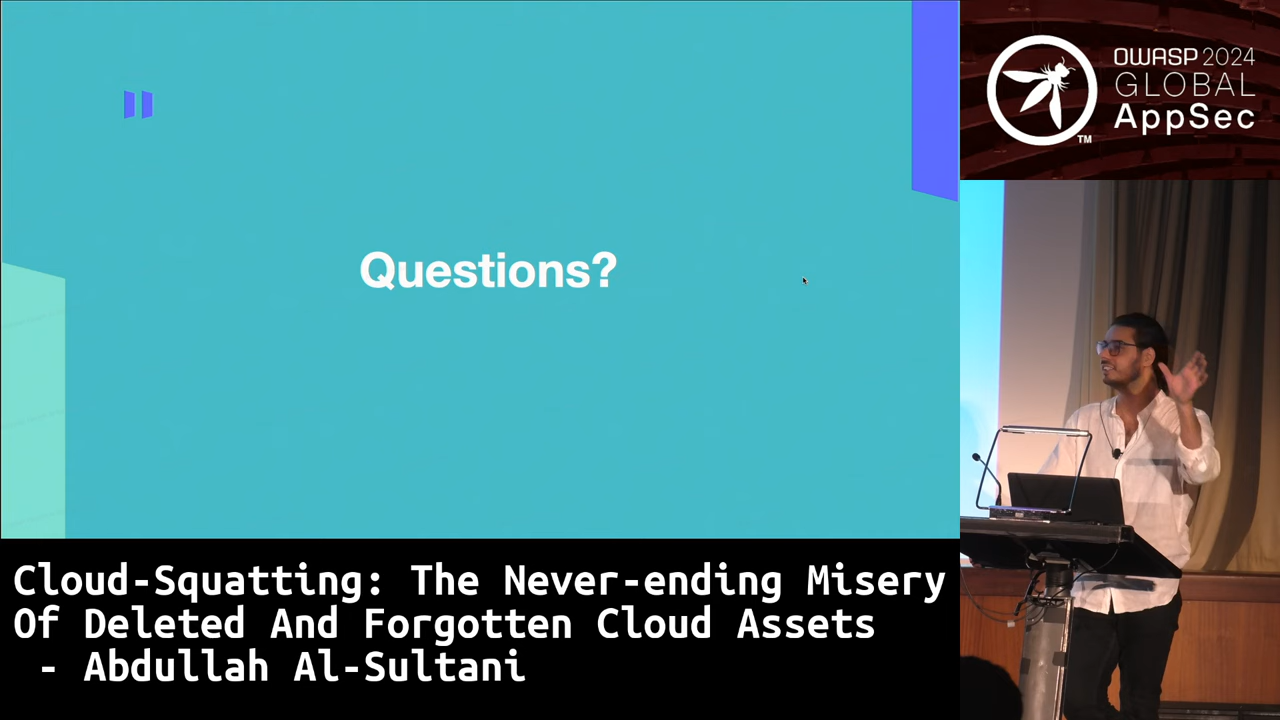 Questions?
OWASP 2024
GLOBAL
AppSec
TM
Cloud-Squatting: The Never-ending Misery
Of Deleted And Forgotten Cloud Assets
- Abdullah Al-Sultani